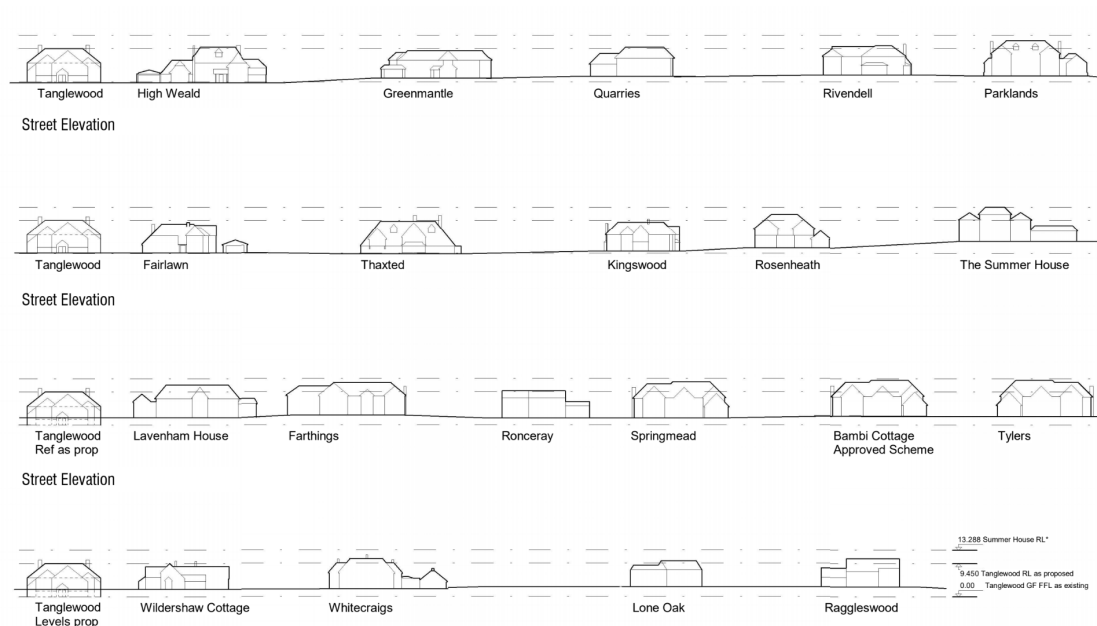 Tanglewood High Weald Greenmantle Quarries Rivendell Parklands
Street Elevation
Tanglewood Fairlawn Thaxted Kingswood Rosenheath The Summer House
Street Elevation
Tanglewood Lavenham House Farthings Ronceray Springmead Bambi Cottage Tylers
Ref as prop Approved Scheme
Street Elevation
13.288 Summer House RL*
9.450 Tanglewood RL as proposed
0.00 Tanglewood GF FFL as existing
Tanglewood Wildershaw Cottage Whitecraigs Lone Oak Raggleswood
Levels prop